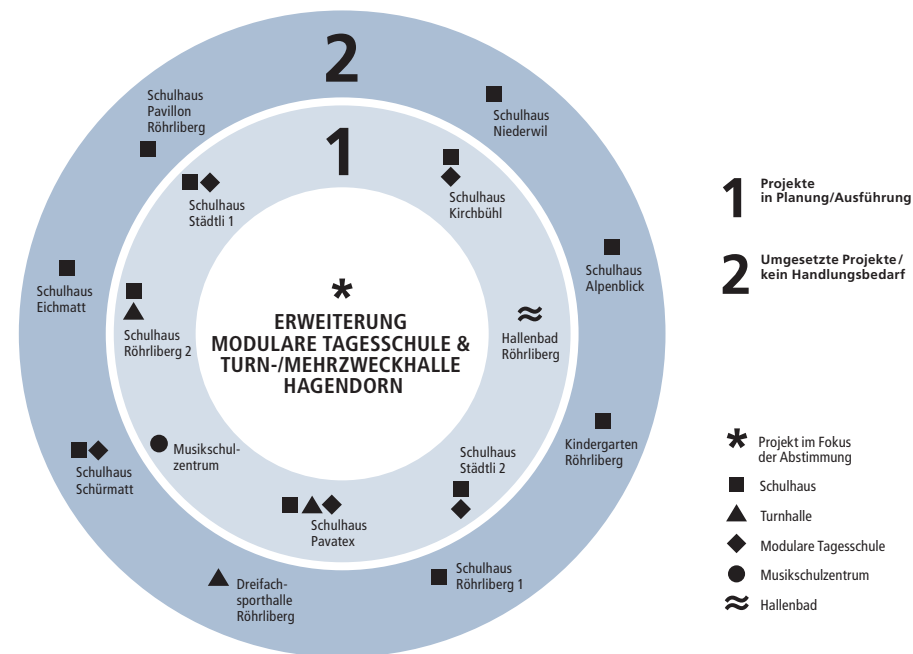 2
Schulhaus
Pavillon
Röhrliberg
Schulhaus
Niederwil
1
Schulhaus
Städtli 1
Schulhaus
Kirchbühl
Schulhaus
Eichmatt
Schulhaus
Alpenblick
Schulhaus
Röhrliberg 2
*
ERWEITERUNG
MODULARE TAGESSCHULE &
TURN-/MEHRZWECKHALLE
HAGENDORN
Hallenbad
Röhrliberg
Schulhaus
Schürmatt
Musikschul-
zentrum
Schulhaus
Städtli 2
Kindergarten
Röhrliberg
Schulhaus
Pavatex
Dreifach-
sporthalle
Röhrliberg
Schulhaus
Röhrliberg 1
1 Projekte
in Planung/Ausführung
2 Umgesetzte Projekte/
kein Handlungsbedarf
* Projekt im Fokus
der Abstimmung
Schulhaus
Turnhalle
Modulare Tagesschule
Musikschulzentrum
Hallenbad